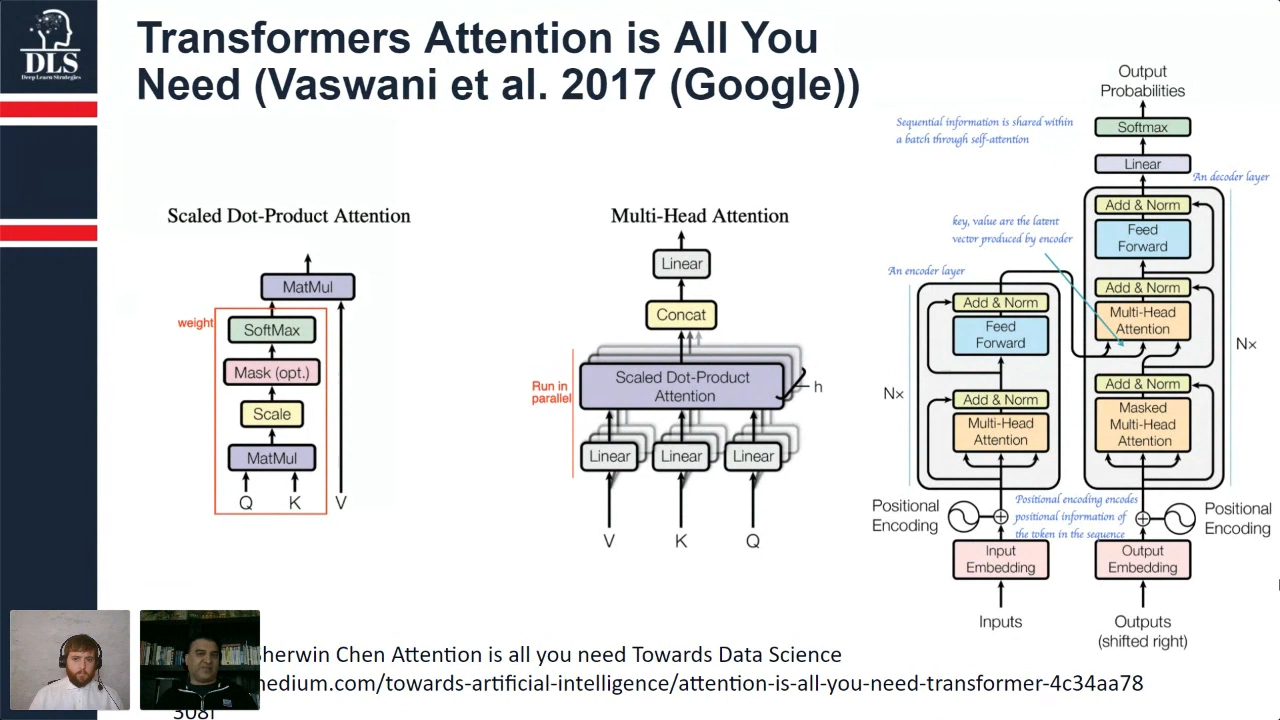 DLS
Deep Learn Strategies
Transformers Attention is All You
Need (Vaswani et al. 2017 (Google))
Scaled Dot-Product Attention
MatMul
weight
SoftMax
Mask (opt.)
Scale
MatMul
Q K V
Multi-Head Attention
Linear
Concat
Run in
parallel
Scaled Dot-Product
Attention
h
Linear Linear Linear
V K Q
Output
Probabilities
Sequential information is shared within
a batch through self-attention
Softmax
Linear
An decoder layer
Add & Norm
Feed
Forward
key, value are the latent
vector produced by encoder
An encoder layer
Add & Norm
Multi-Head
Attention
Add & Norm
Feed
Forward
Nx
Nx
Add & Norm
Multi-Head
Attention
Add & Norm
Masked
Multi-Head
Attention
Positional
Encoding
Positional encoding encodes
positional information of
the token in the sequence
Positional
Encoding
Input
Embedding
Output
Embedding
Inputs
Outputs
(shifted right)
Sherwin Chen Attention is all you need Towards Data Science
medium.com/towards-artificial-intelligence/attention-is-all-you-need-transformer-4c34aa78
308f